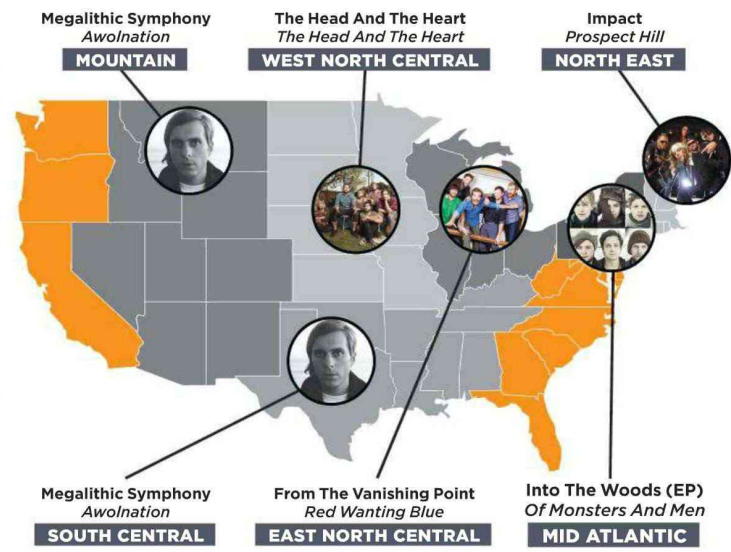 Megalithic Symphony
Awolnation
MOUNTAIN
The Head And The Heart
The Head And The Heart
WEST NORTH CENTRAL
Impact
Prospect Hill
NORTH EAST
Megalithic Symphony
Awolnation
SOUTH CENTRAL
From The Vanishing Point
Red Wanting Blue
EAST NORTH CENTRAL
Into The Woods (EP)
Of Monsters And Men
MID ATLANTIC